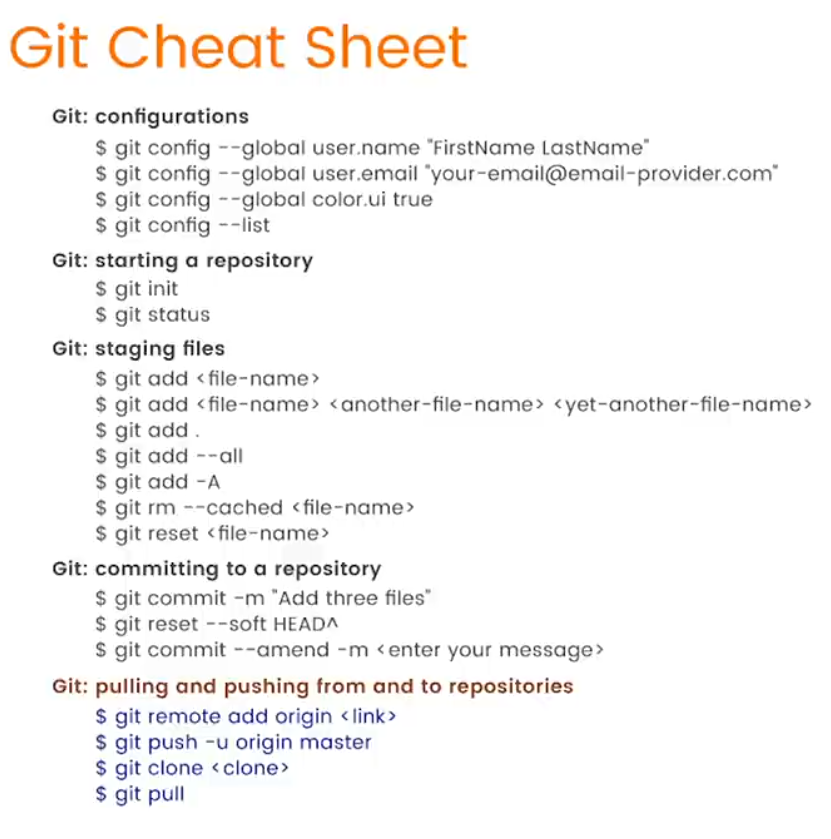 Git Cheat Sheet
Git: configurations
$ git config --global user.name "FirstName LastName"
$ git config --global user.email "your-email@email-provider.com"
$ git config --global color.ui true
$ git config --list
Git: starting a repository
$ git init
$ git status
Git: staging files
$ git add <file-name>
$ git add <file-name> <another-file-name> <yet-another-file-name>
$ git add .
$ git add --all
$ git add -A
$ git rm --cached <file-name>
$ git reset <file-name>
Git: committing to a repository
$ git commit -m "Add three files"
$ git reset --soft HEAD^
$ git commit --amend -m <enter your message>
Git: pulling and pushing from and to repositories
$ git remote add origin <link>
$ git push -u origin master
$ git clone <clone>
$ git pull